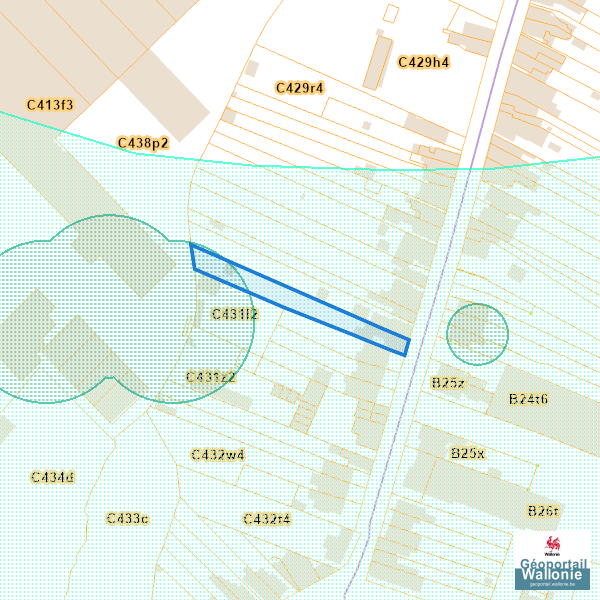 C429h4
C429r4
C413f3
C438p2
C431l2
C431z2
B25z
B24t6
C432w4
B25x
C434d
C433c
C432t4
B26t
Wallonie
Géoportail
Wallonie
geoportail.wallonie.be